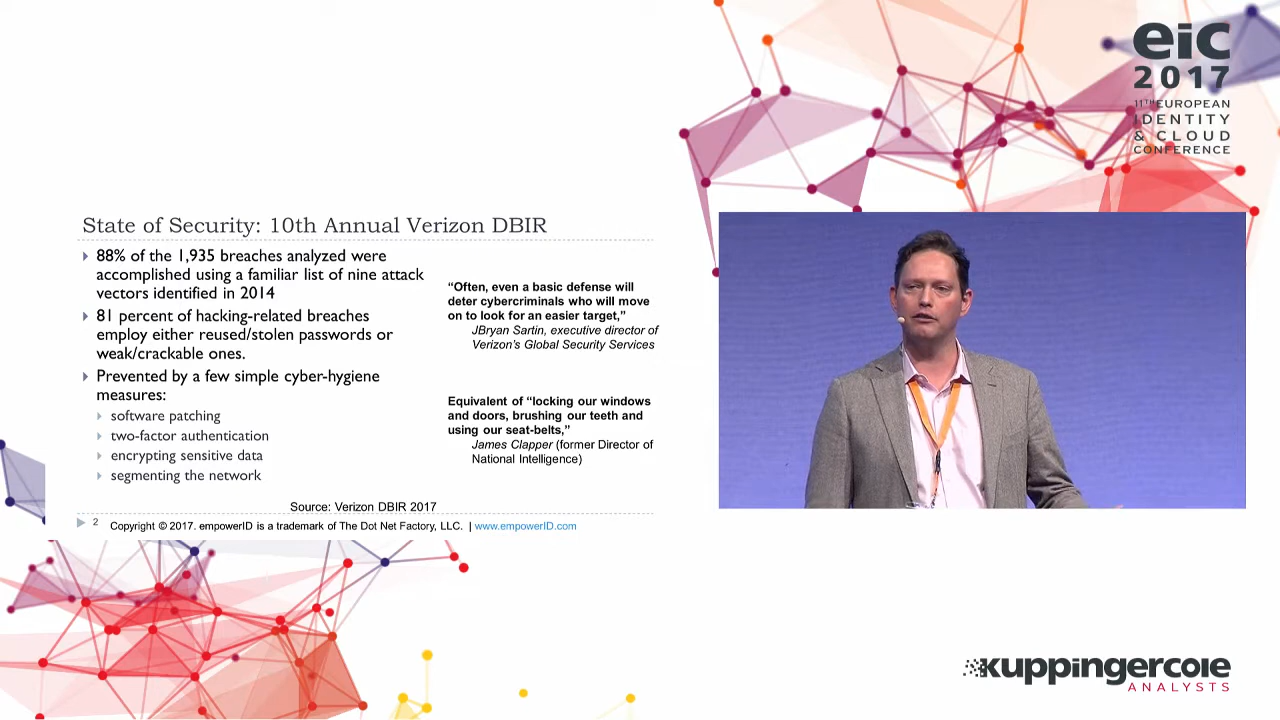 State of Security: 10th Annual Verizon DBIR
88% of the 1,935 breaches analyzed were
accomplished using a familiar list of nine attack
vectors identified in 2014
81 percent of hacking-related breaches
employ either reused/stolen passwords or
weak/crackable ones.
Prevented by a few simple cyber-hygiene
measures:
software patching
two-factor authentication
encrypting sensitive data
segmenting the network
“Often, even a basic defense will
deter cybercriminals who will move
on to look for an easier target,”
JBryan Sartin, executive director of
Verizon’s Global Security Services
Equivalent of “locking our windows
and doors, brushing our teeth and
using our seat-belts,”
James Clapper (former Director of
National Intelligence)
Source: Verizon DBIR 2017
2 Copyright © 2017. empowerID is a trademark of The Dot Net Factory, LLC. | www.empowerID.com
eic
2017
11TH EUROPEAN
IDENTITY
& CLOUD
CONFERENCE
kuppingercole
ANALYSTS